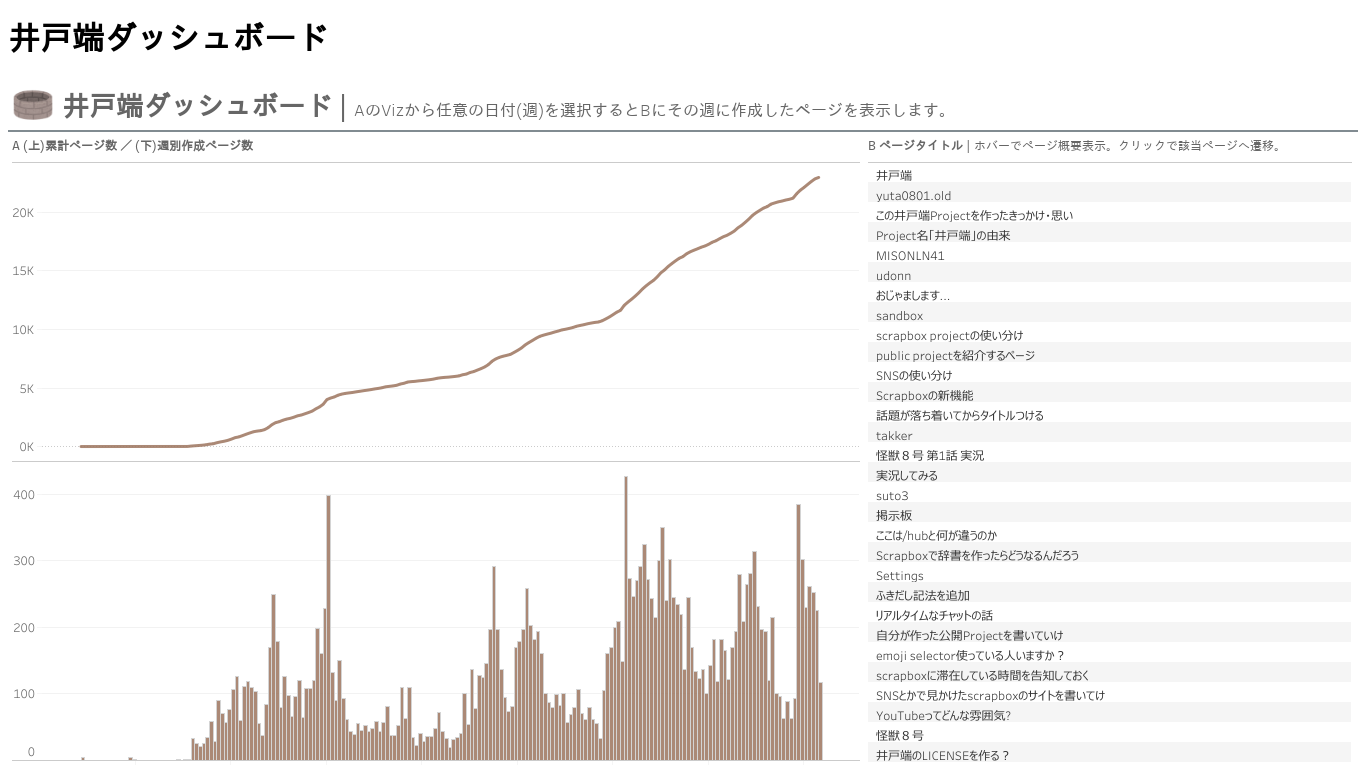 井戸端ダッシュボード
井戸端ダッシュボード | AのVizから任意の日付(週)を選択するとBにその週に作成したページを表示します。
A (上)累計ページ数 ／ (下)週別作成ページ数
20K
15K
10K
5K
0K
400
300
200
100
0
B ページタイトル | ホバーでページ概要表示。クリックで該当ページへ遷移。
井戸端
yuta0801.old
この井戸端Projectを作ったきっかけ・思い
Project名「井戸端」の由来
MISONLN41
udonn
おじゃまします…
sandbox
scrapbox projectの使い分け
public projectを紹介するページ
SNSの使い分け
Scrapboxの新機能
話題が落ち着いてからタイトルつける
takker
怪獣８号 第1話 実況
実況してみる
suto3
掲示板
ここは/hubと何が違うのか
Scrapboxで辞書を作ったらどうなるんだろう
Settings
ふきだし記法を追加
リアルタイムなチャットの話
自分が作った公開Projectを書いていけ
emoji selector使っている人いますか？
scrapboxに滞在している時間を告知しておく
SNSとかで見かけたscrapboxのサイトを書いてけ
YouTubeってどんな雰囲気?
怪獣８号
井戸端のLICENSEを作る？